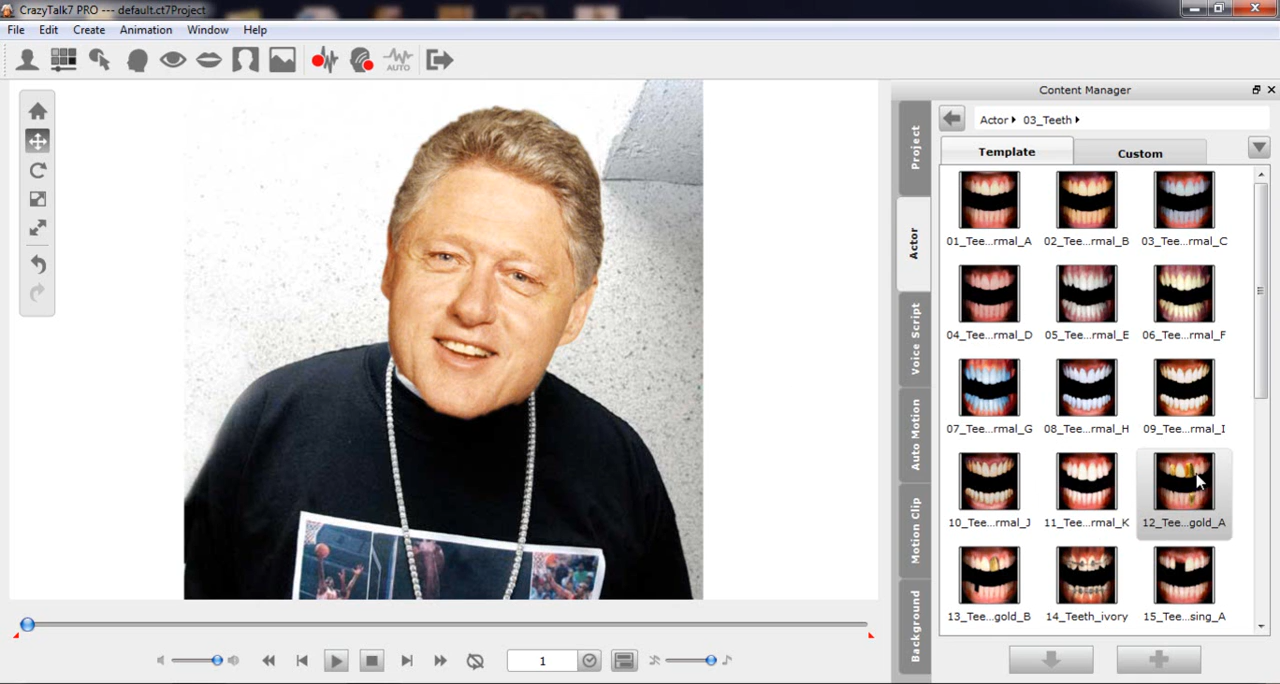 CrazyTalk7 PRO --- default.ct7Project
File Edit Create Animation Window Help
AUTO
Content Manager
Actor 03_Teeth
Template Custom
Project
Actor
Voice Script
Auto Motion
Motion Clip
Background
01_Tee...rmal_A 02_Tee...rmal_B 03_Tee...rmal_C
04_Tee...rmal_D 05_Tee...rmal_E 06_Tee...rmal_F
07_Tee...rmal_G 08_Tee...rmal_H 09_Tee...rmal_I
10_Tee...rmal_J 11_Tee...rmal_K 12_Tee...gold_A
13_Tee...gold_B 14_Teeth_ivory 15_Tee...sing_A
1